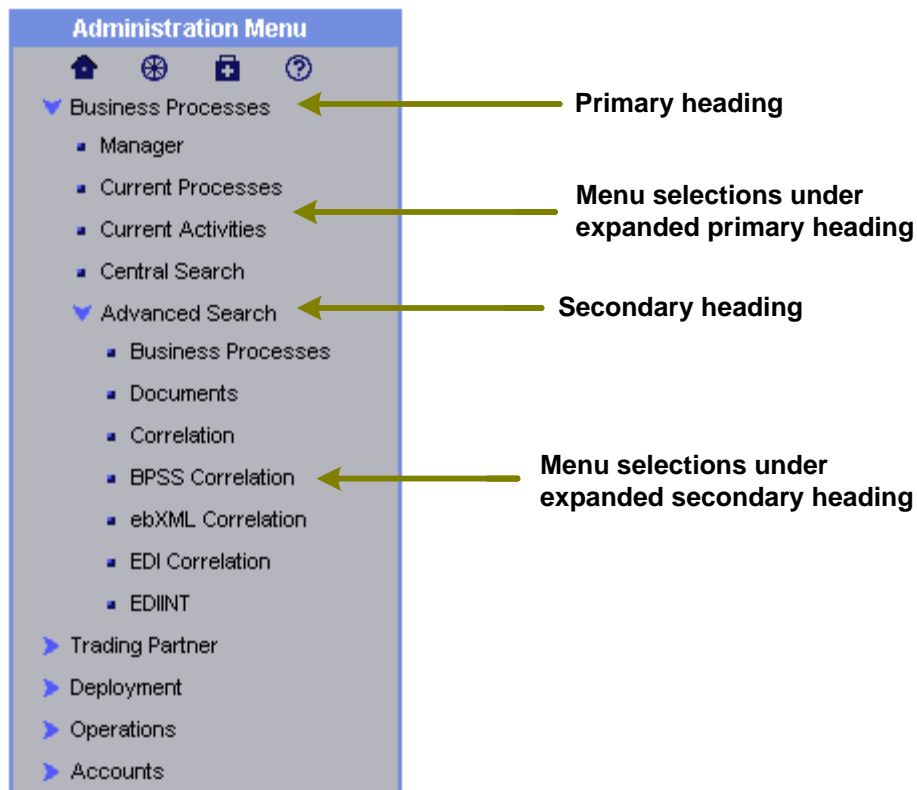 Administration Menu
Business Processes
Primary heading
Manager
Current Processes
Menu selections under
expanded primary heading
Current Activities
Central Search
Advanced Search
Secondary heading
Business Processes
Documents
Correlation
BPSS Correlation
Menu selections under
expanded secondary heading
ebXML Correlation
EDI Correlation
EDIINT
Trading Partner
Deployment
Operations
Accounts